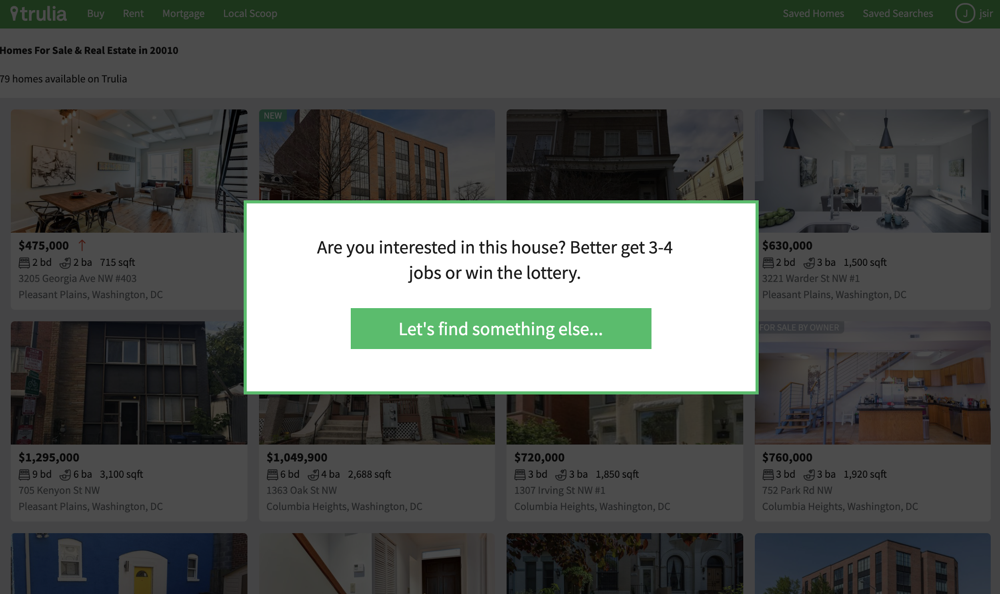 trulia
Buy
Rent
Mortgage
Local Scoop
Saved Homes
Saved Searches
J
jsir
Homes For Sale & Real Estate in 20010
79 homes available on Trulia
NEW
Are you interested in this house? Better get 3-4
jobs or win the lottery.
Let's find something else...
$475,000
2 bd 2 ba 715 sqft
3205 Georgia Ave NW #403
Pleasant Plains, Washington, DC
$630,000
2 bd 3 ba 1,500 sqft
3221 Warder St NW #1
Pleasant Plains, Washington, DC
FOR SALE BY OWNER
SNOW
EMERGENCY
ROUTE
NO PARKING
DURING
EMERGENCY
$1,295,000
9 bd 6 ba 3,100 sqft
705 Kenyon St NW
Pleasant Plains, Washington, DC
$1,049,900
6 bd 4 ba 2,688 sqft
1363 Oak St NW
Columbia Heights, Washington, DC
$720,000
3 bd 3 ba 1,850 sqft
1307 Irving St NW #1
Columbia Heights, Washington, DC
$760,000
3 bd 3 ba 1,920 sqft
752 Park Rd NW
Columbia Heights, Washington, DC